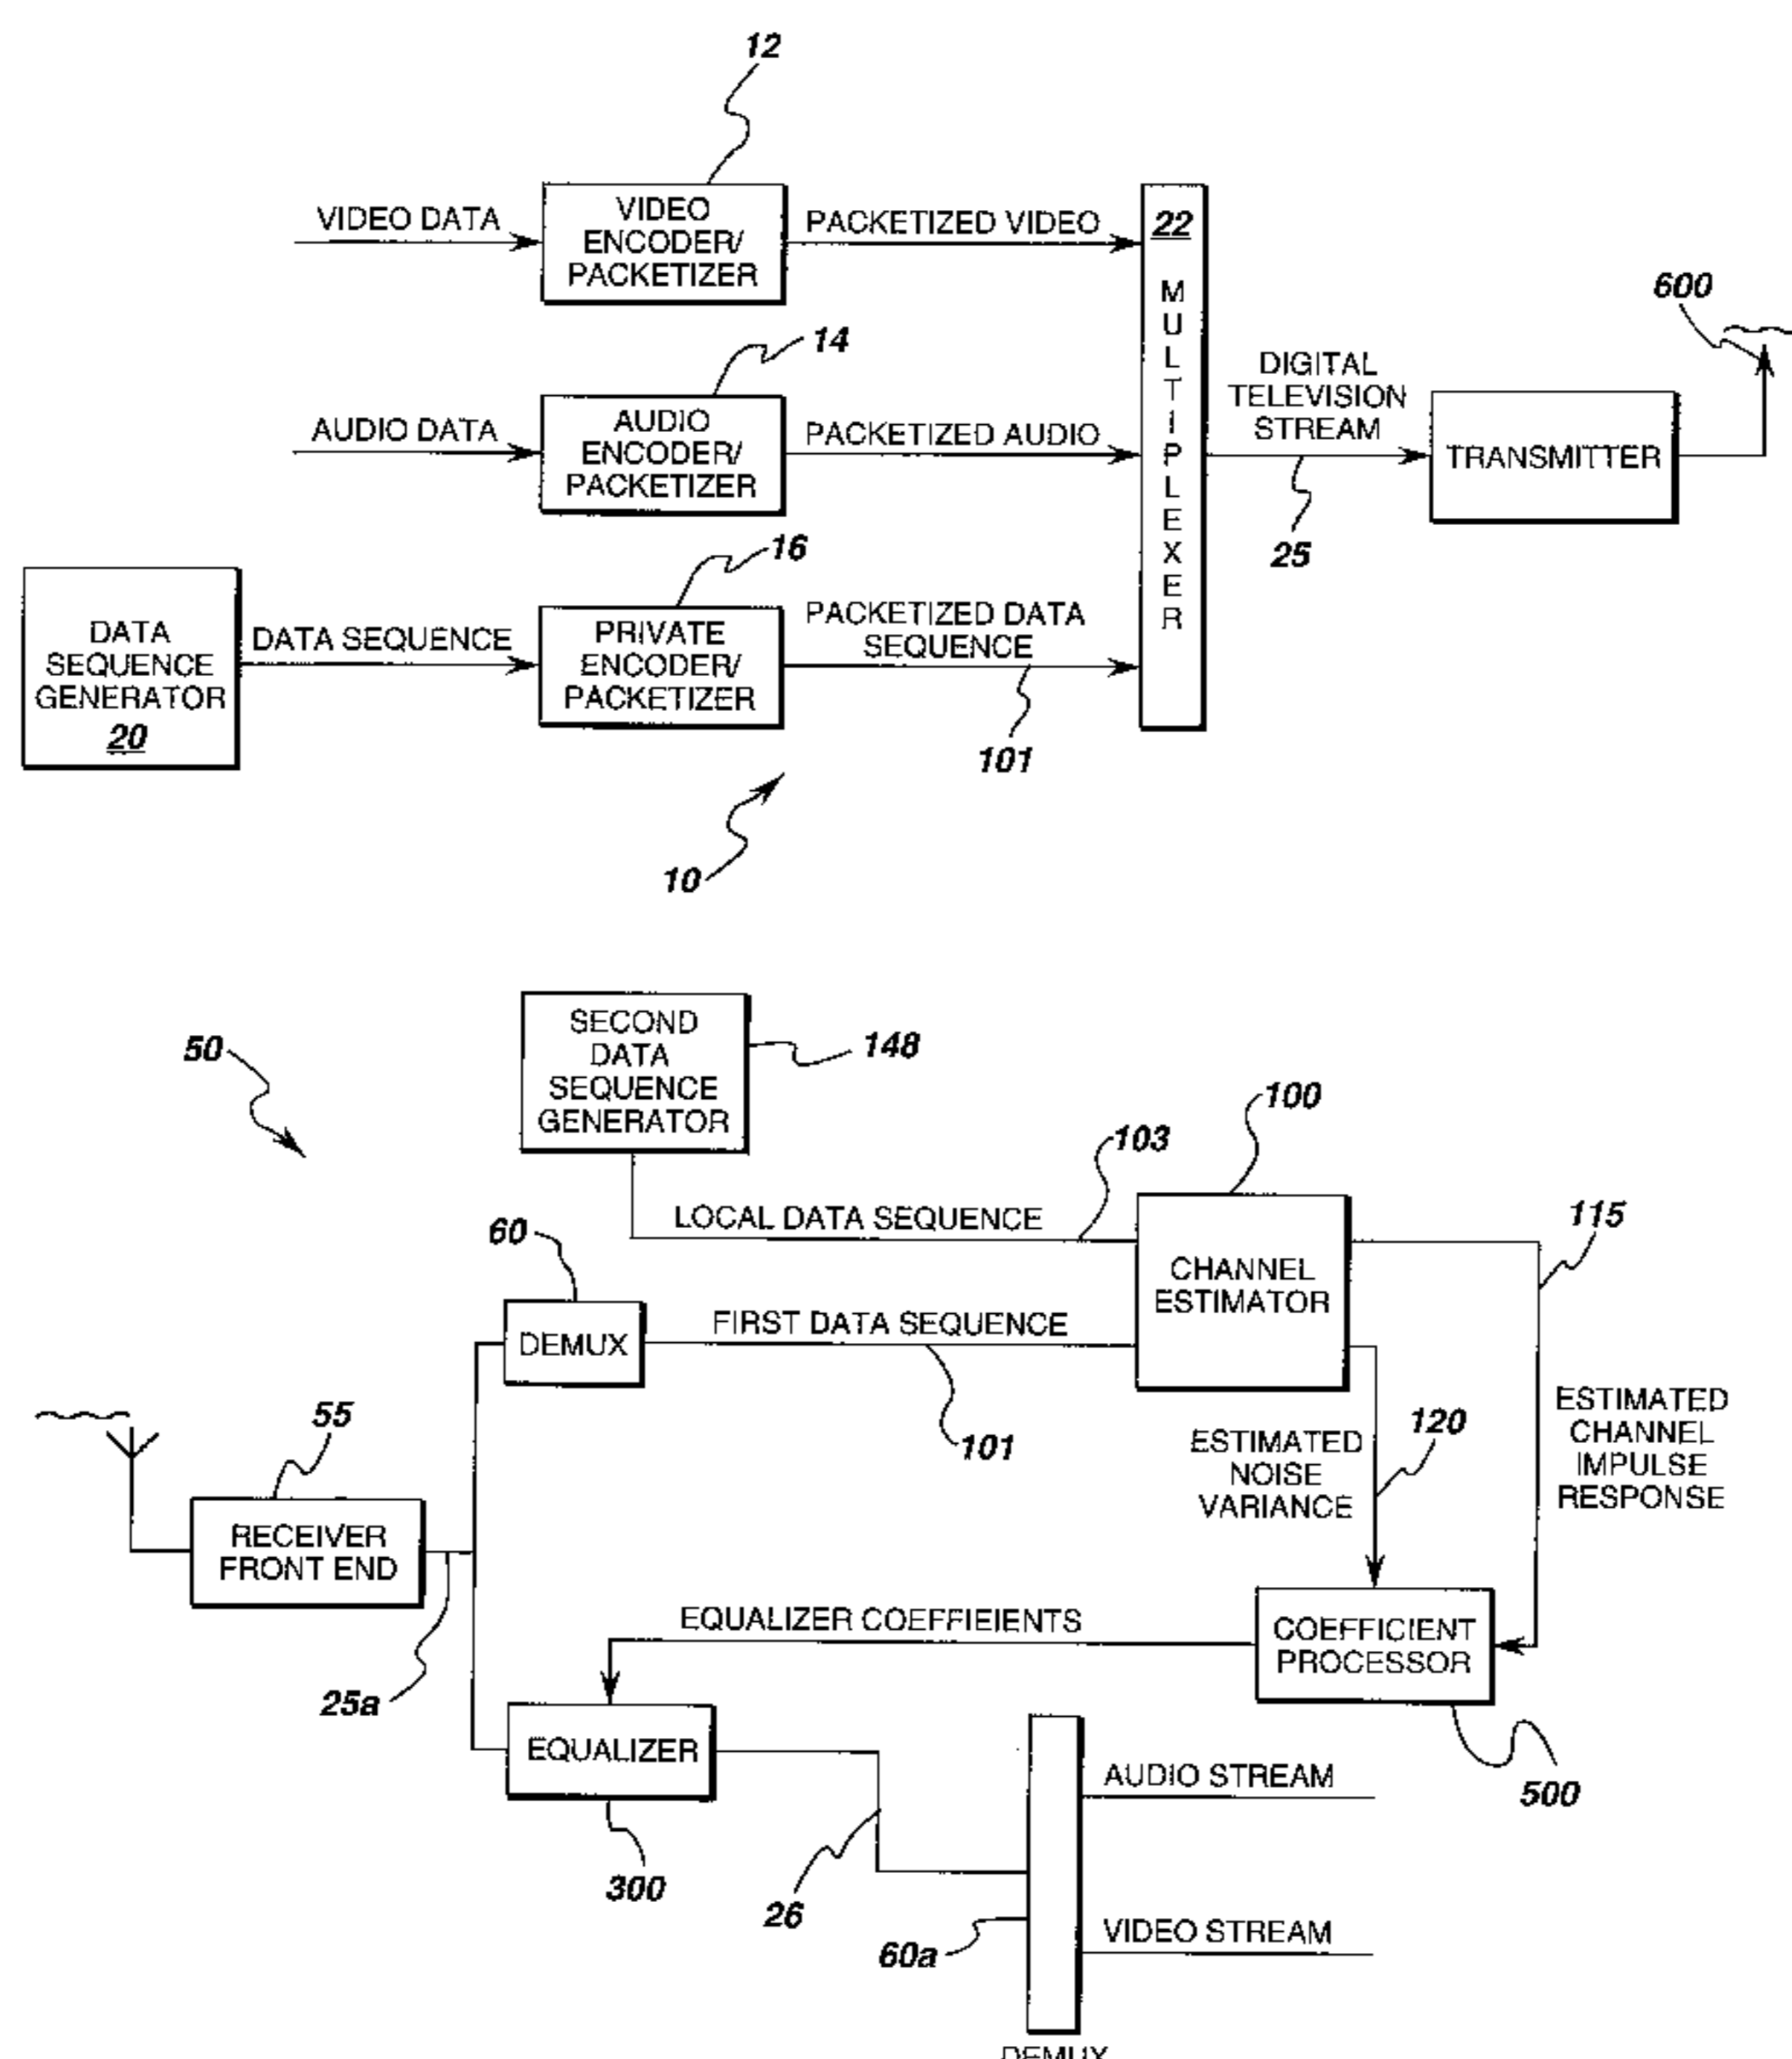 12
VIDEO DATA
VIDEO
ENCODER/
PACKETIZER
PACKETIZED VIDEO
22
MULTIPLEXER
600
14
AUDIO DATA
AUDIO
ENCODER/
PACKETIZER
PACKETIZED AUDIO
DIGITAL
TELEVISION
STREAM
TRANSMITTER
25
16
DATA
SEQUENCE
GENERATOR
20
DATA SEQUENCE
PRIVATE
ENCODER/
PACKETIZER
PACKETIZED DATA
SEQUENCE
101
10
50
SECOND
DATA
SEQUENCE
GENERATOR
148
100
103
LOCAL DATA SEQUENCE
115
60
CHANNEL
ESTIMATOR
DEMUX
FIRST DATA SEQUENCE
101
55
ESTIMATED
NOISE
VARIANCE
120
ESTIMATED
CHANNEL
IMPULSE
RESPONSE
RECEIVER
FRONT END
25a
EQUALIZER COEFFIEIENTS
COEFFICIENT
PROCESSOR
500
EQUALIZER
300
26
AUDIO STREAM
60a
VIDEO STREAM
DEMUX